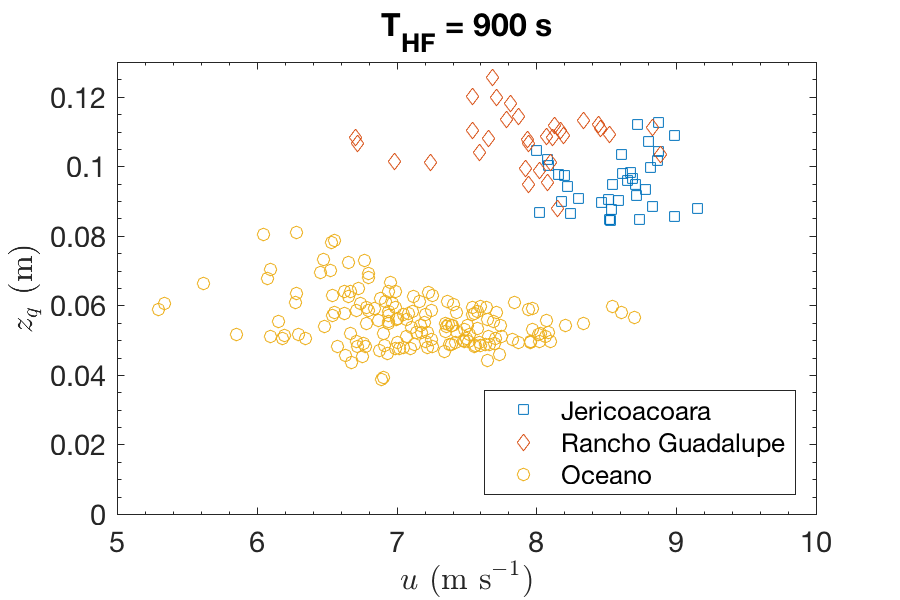 T_HF = 900 s
z_q (m)
0.12
0.1
0.08
0.06
0.04
0.02
0
Jericoacoara
Rancho Guadalupe
Oceano
5 6 7 8 9 10
u (m s⁻¹)